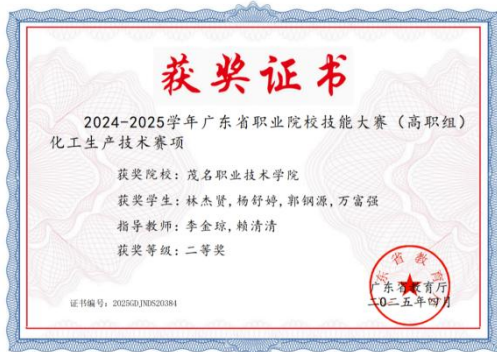 获奖证书
2024-2025学年广东省职业院校技能大赛（高职组）
化工生产技术赛项
获奖院校：茂名职业技术学院
获奖学生：林杰贤,杨舒婷,郭钢源,万富强
指导教师：李金琼,赖清清
获奖等级：二等奖
广东省教育厅
证书编号：2025GDJNDS20384
二〇二五年四月